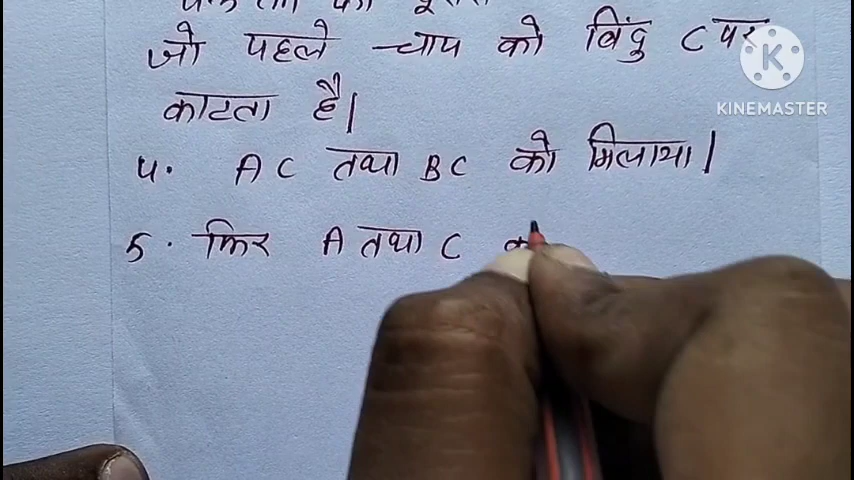 जो पहले चाप को बिंदु C पर
काटता है।
4. AC तथा BC को मिलाया।
5. फिर A तथा C
KINEMASTER